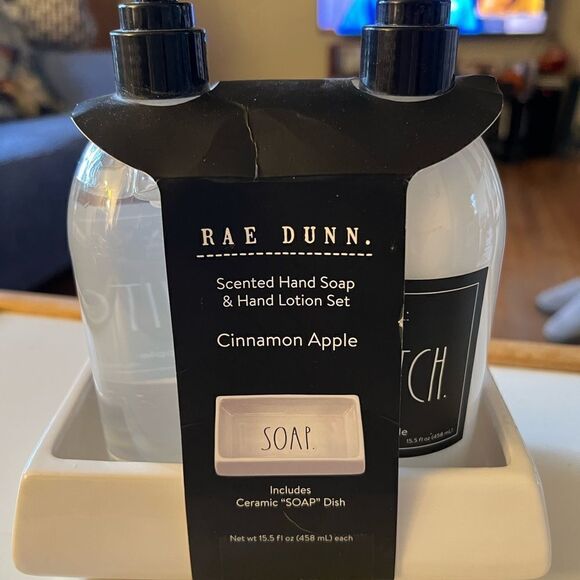 RAE DUNN.
Scented Hand Soap
& Hand Lotion Set
Cinnamon Apple
SOAP.
Includes
Ceramic "SOAP" Dish
Net wt 15.5 fl oz (458 mL) each
15.5 fl oz (458 mL)